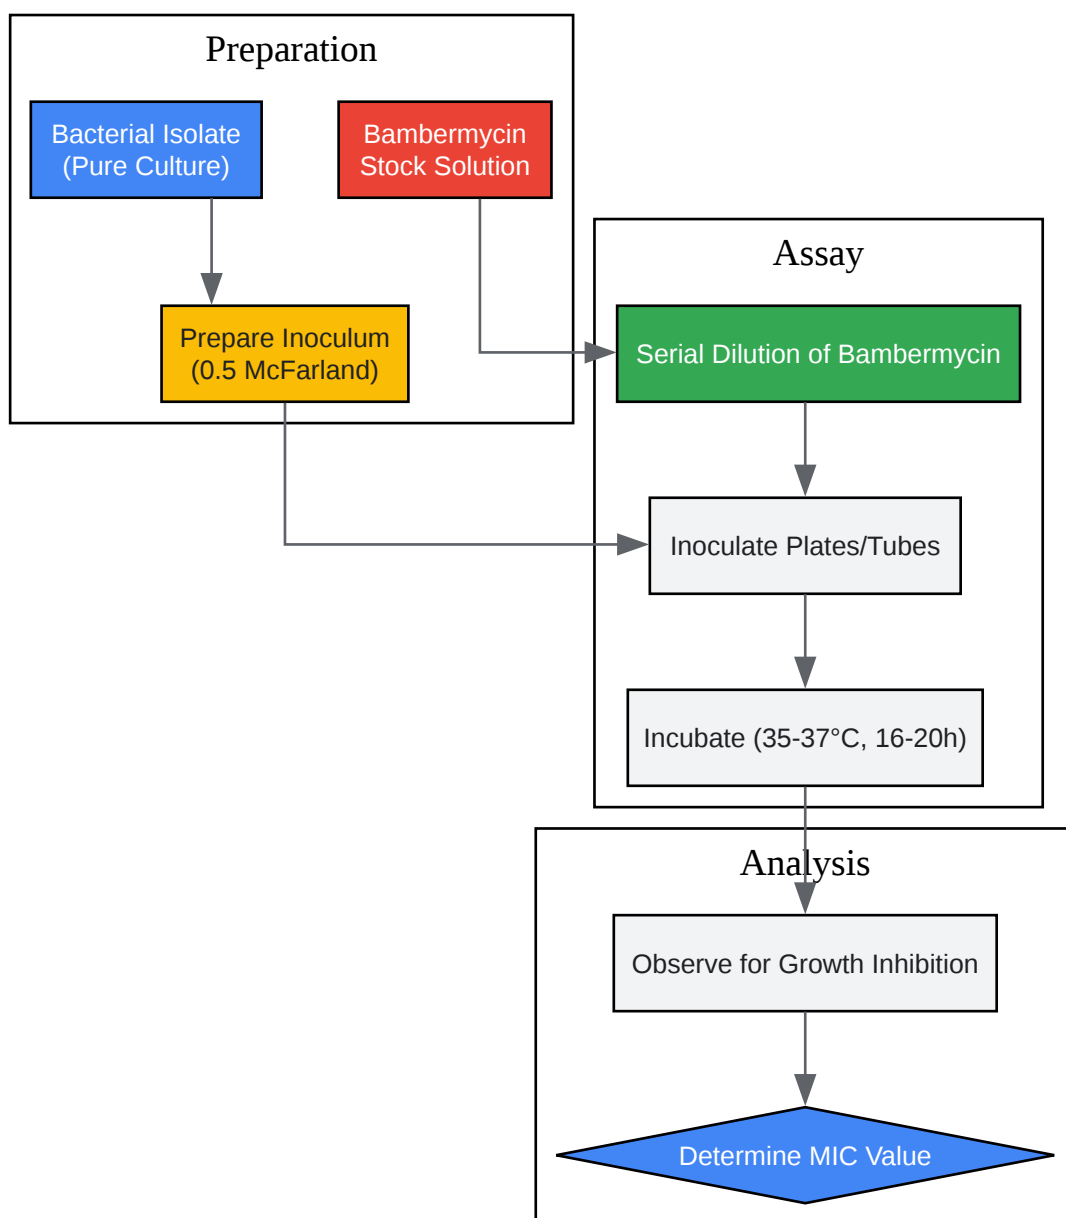 Preparation
Bacterial Isolate
(Pure Culture)
Bambermycin
Stock Solution
Prepare Inoculum
(0.5 McFarland)
Assay
Serial Dilution of Bambermycin
Inoculate Plates/Tubes
Incubate (35-37°C, 16-20h)
Analysis
Observe for Growth Inhibition
Determine MIC Value